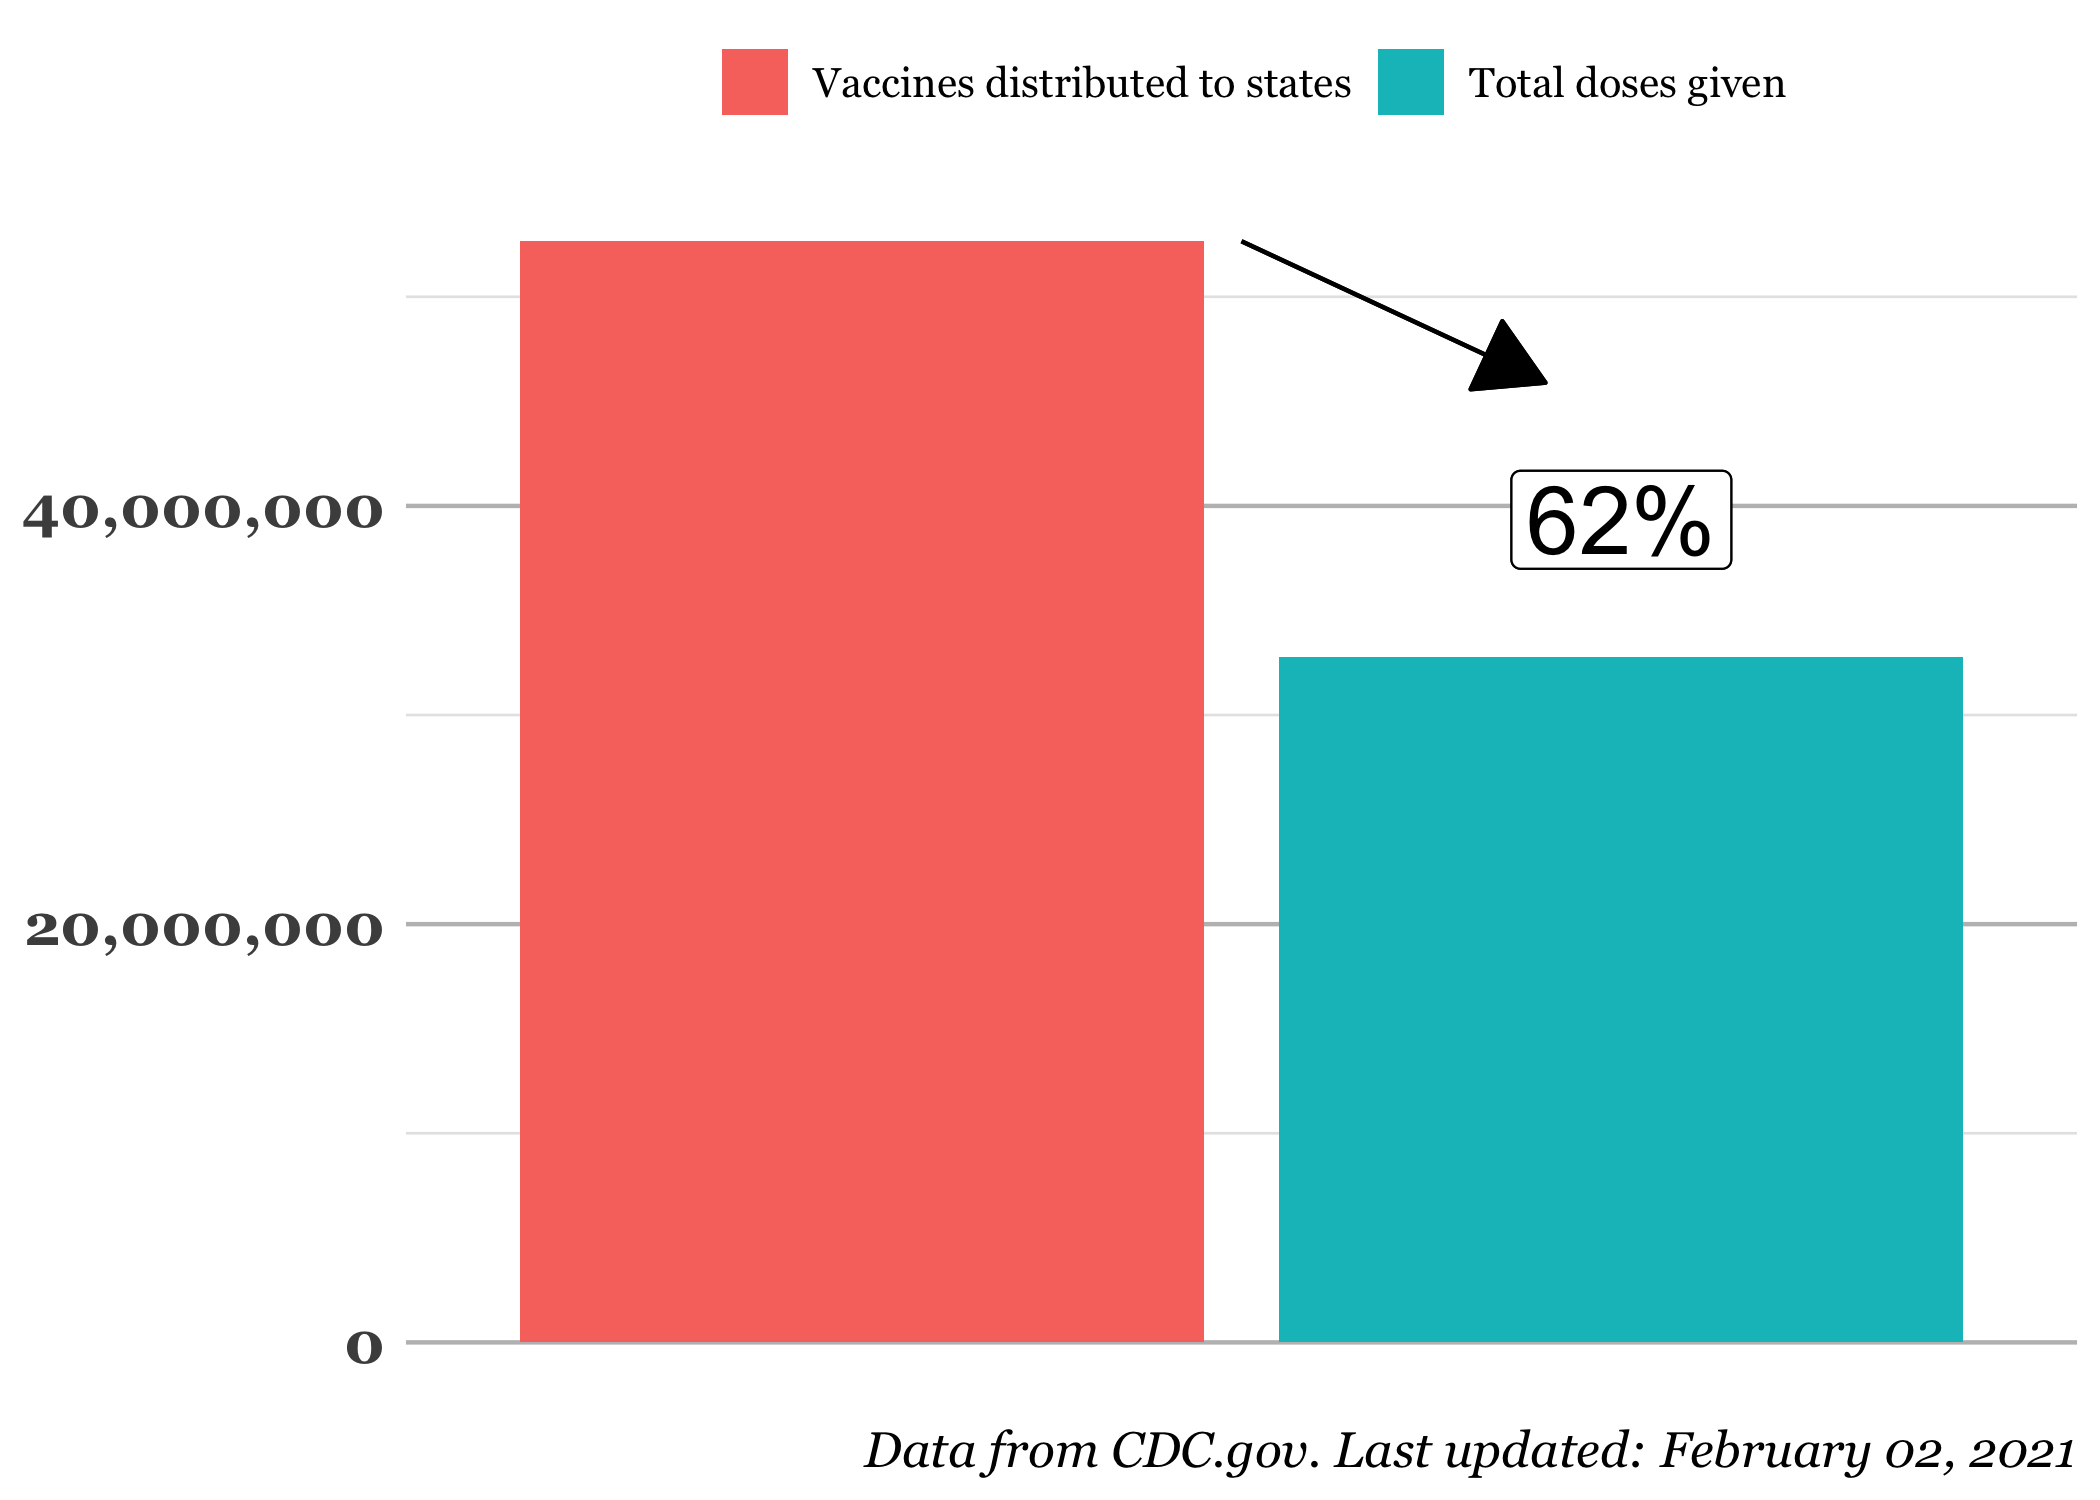 Vaccines distributed to states Total doses given
62%
40,000,000
20,000,000
0
Data from CDC.gov. Last updated: February 02, 2021